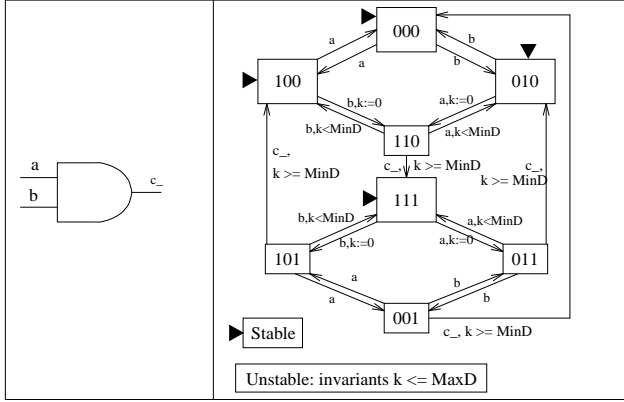 000
a
a
b
b
100
010
b,k:=0
b,k<MinD
a,k:=0
a,k<MinD
110
a
b
c_
c_,
k >= MinD
c_,
k >= MinD
c_,
k >= MinD
111
b,k<MinD
b,k:=0
a,k<MinD
a,k:=0
101
011
a
a
b
b
001
c_, k >= MinD
Stable
Unstable: invariants k <= MaxD